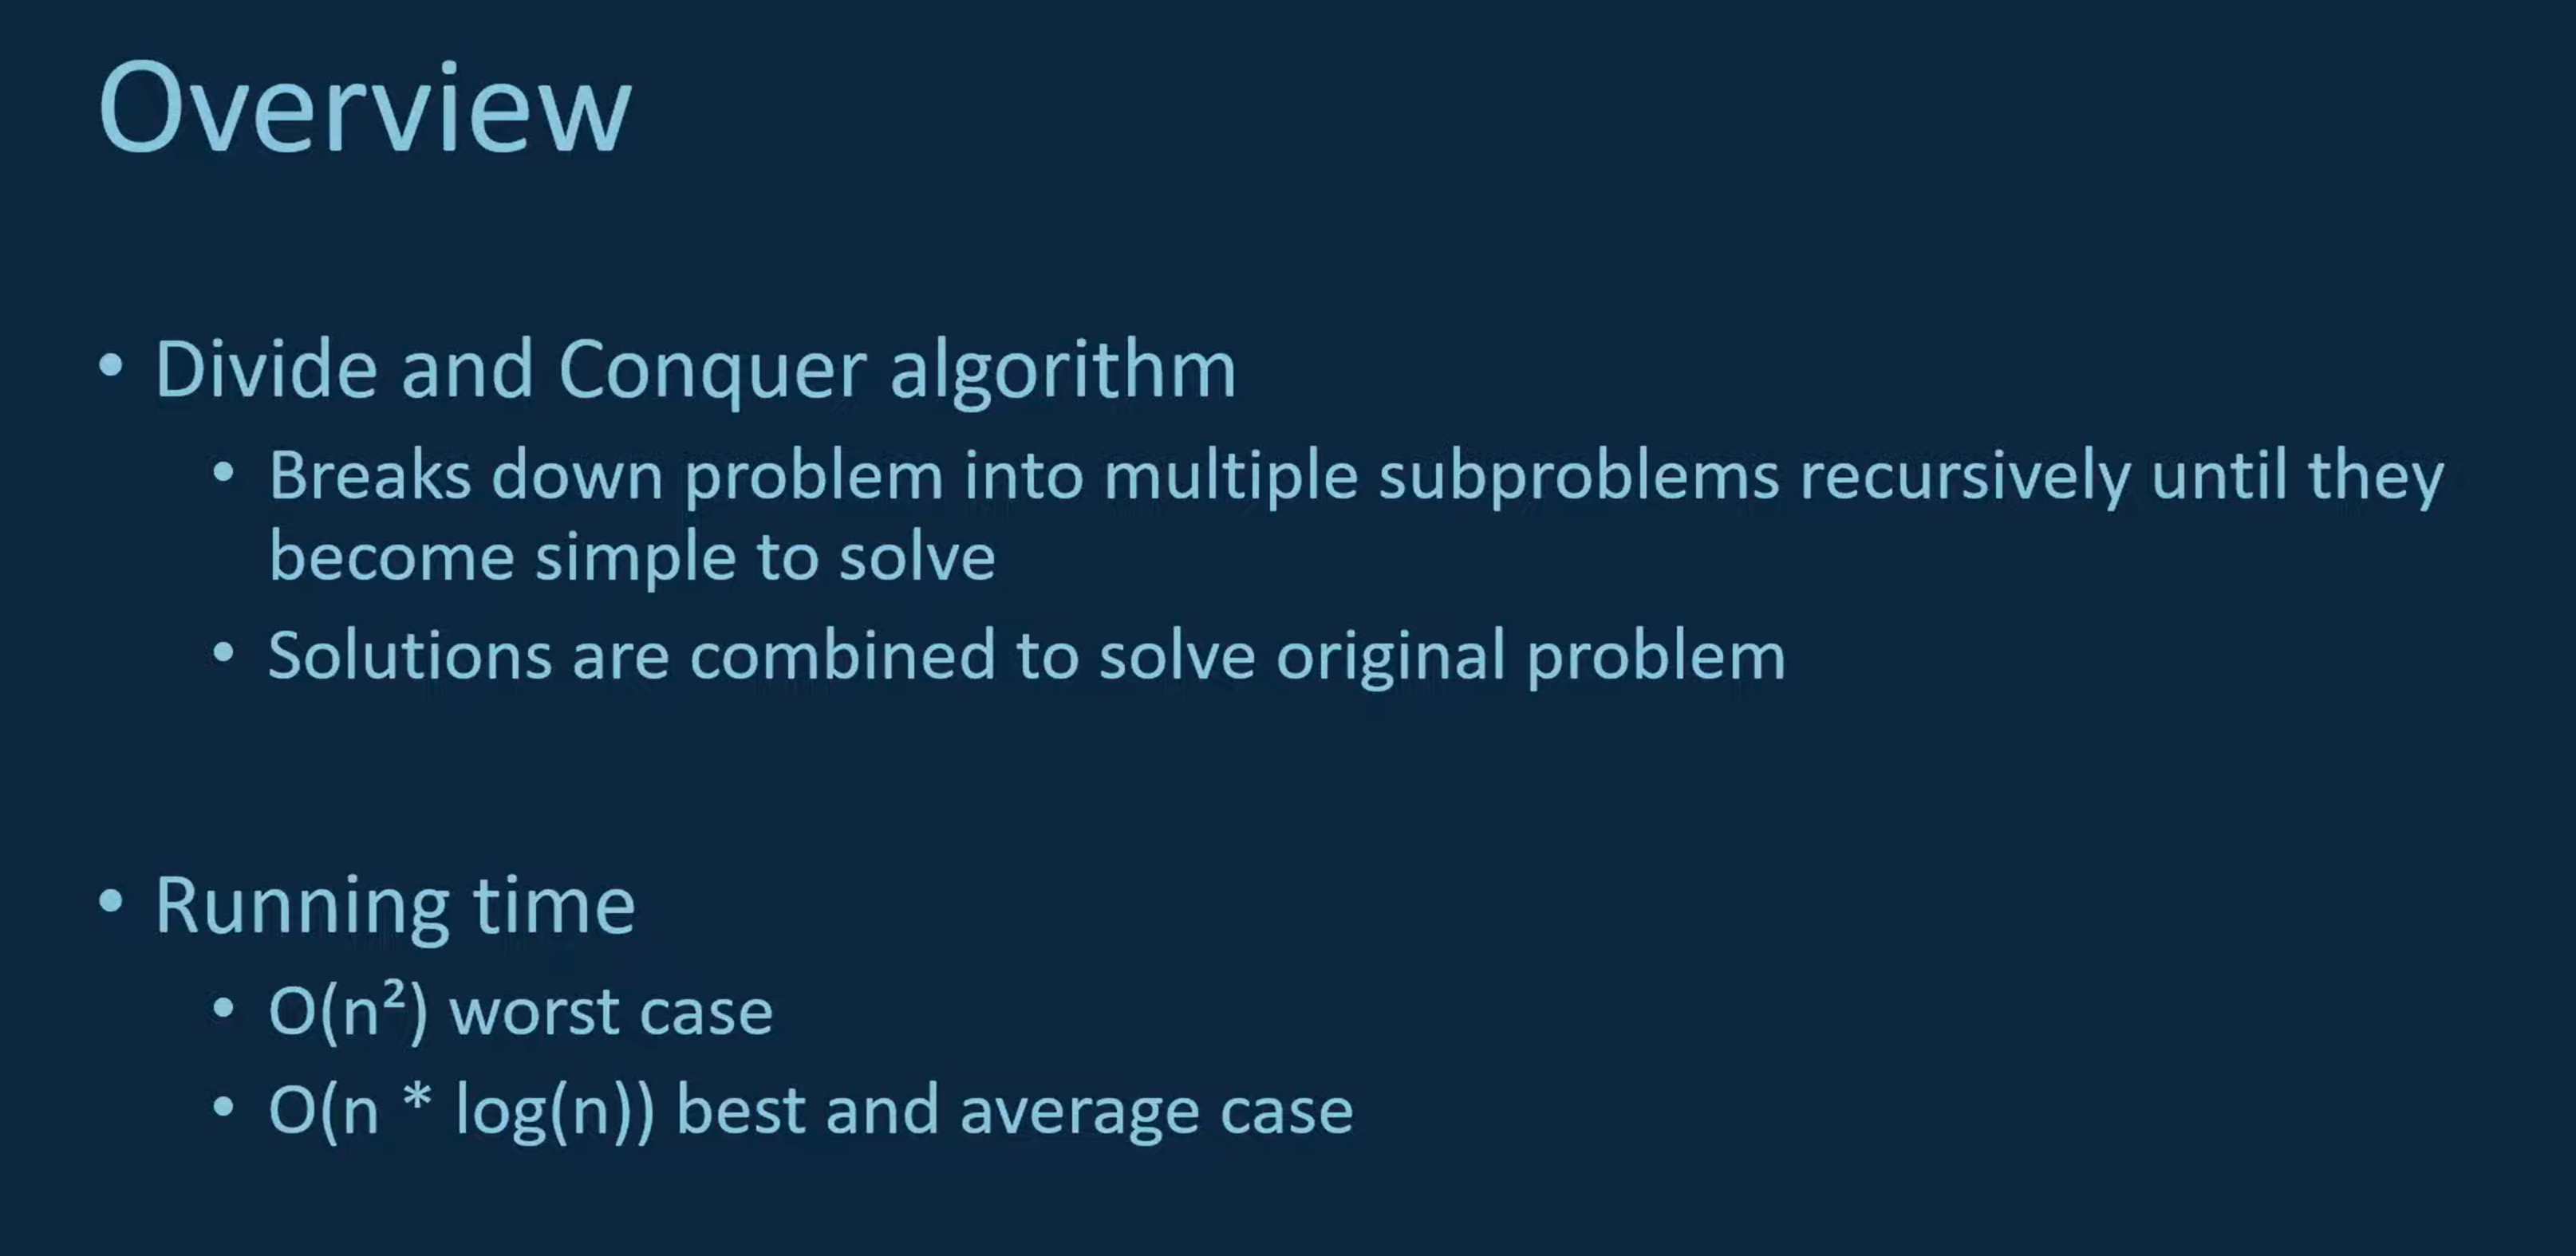 Overview
• Divide and Conquer algorithm
• Breaks down problem into multiple subproblems recursively until they
become simple to solve
• Solutions are combined to solve original problem
• Running time
• O(n²) worst case
• O(n * log(n)) best and average case